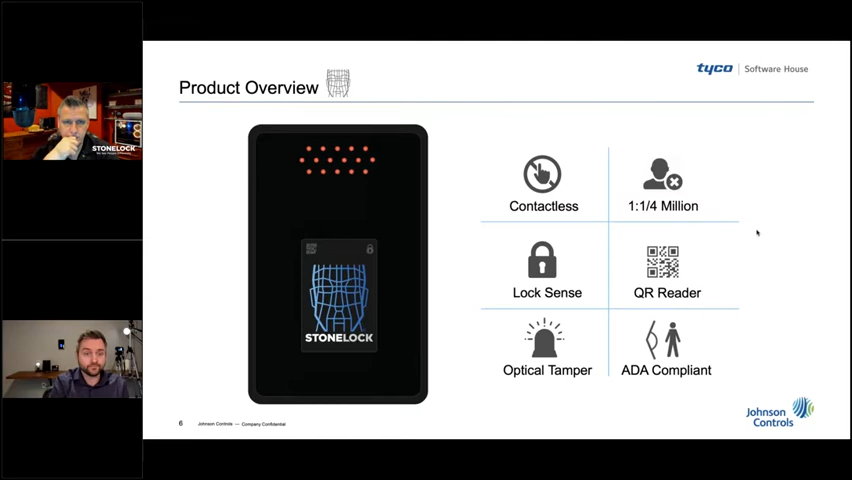 Product Overview
tyco | Software House
STONELOCK
STONELOCK
Contactless
1:1/4 Million
Lock Sense
QR Reader
Optical Tamper
ADA Compliant
6
Johnson Controls — Company Confidential
Johnson
Controls